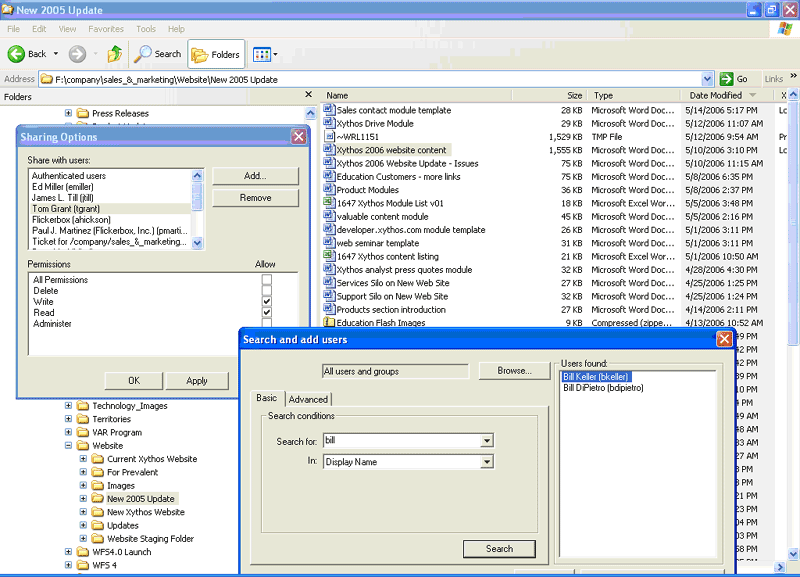 New 2005 Update
File Edit View Favorites Tools Help
Back Search Folders
Address F:\company\sales_&_marketing\Website\New 2005 Update Go Links »
Folders
Press Releases
Name Size Type Date Modified
Sales contact module template 28 KB Microsoft Word Doc... 5/14/2006 5:17 PM
Xythos Drive Module 29 KB Microsoft Word Doc... 5/12/2006 11:07 AM
~WRL1151 1,529 KB TMP File 5/12/2006 9:54 AM
Xythos 2006 website content 1,555 KB Microsoft Word Doc... 5/10/2006 3:10 PM
Xythos 2006 Website Update - Issues 75 KB Microsoft Word Doc... 5/10/2006 11:15 AM
Education Customers - more links 75 KB Microsoft Word Doc... 5/8/2006 6:35 PM
Product Modules 36 KB Microsoft Word Doc... 5/8/2006 2:37 PM
1647 Xythos Module List v01 18 KB Microsoft Excel Wor... 5/8/2006 3:48 PM
valuable content module 45 KB Microsoft Word Doc... 5/5/2006 2:16 PM
developer.xythos.com module template 26 KB Microsoft Word Doc... 5/1/2006 3:11 PM
web seminar template 31 KB Microsoft Word Doc... 5/1/2006 3:11 PM
1647 Xythos content listing 21 KB Microsoft Excel Wor... 5/1/2006 10:50 AM
Xythos analyst press quotes module 32 KB Microsoft Word Doc... 4/28/2006 4:30 PM
Services Silo on New Web Site 27 KB Microsoft Word Doc... 4/25/2006 1:25 PM
Support Silo on New Web Site 32 KB Microsoft Word Doc... 4/25/2006 1:24 PM
Products section introduction 27 KB Microsoft Word Doc... 4/14/2006 2:11 PM
Education Flash Images 9 KB Compressed (zippe... 4/13/2006 10:52 AM
Sharing Options
Share with users:
Authenticated users
Ed Miller (emiller)
James L. Till (jtill)
Tom Grant (tgrant)
Flickerbox (ahickson)
Paul J. Martinez (Flickerbox, Inc.) (pmarti...
Ticket for /company/sales_&_marketing...
Add...
Remove
Permissions Allow
All Permissions
Delete
Write
Read
Administer
OK Apply
Technology_Images
Territories
VAR Program
Website
Current Xythos Website
For Prevalent
Images
New 2005 Update
New Xythos Website
Updates
Website Staging Folder
WFS4.0 Launch
WFS 4
Search and add users
All users and groups Browse...
Basic Advanced
Search conditions
Search for: bill
In: Display Name
Search
Users found:
Bill Keller (bkeller)
Bill DiPietro (bdipietro)